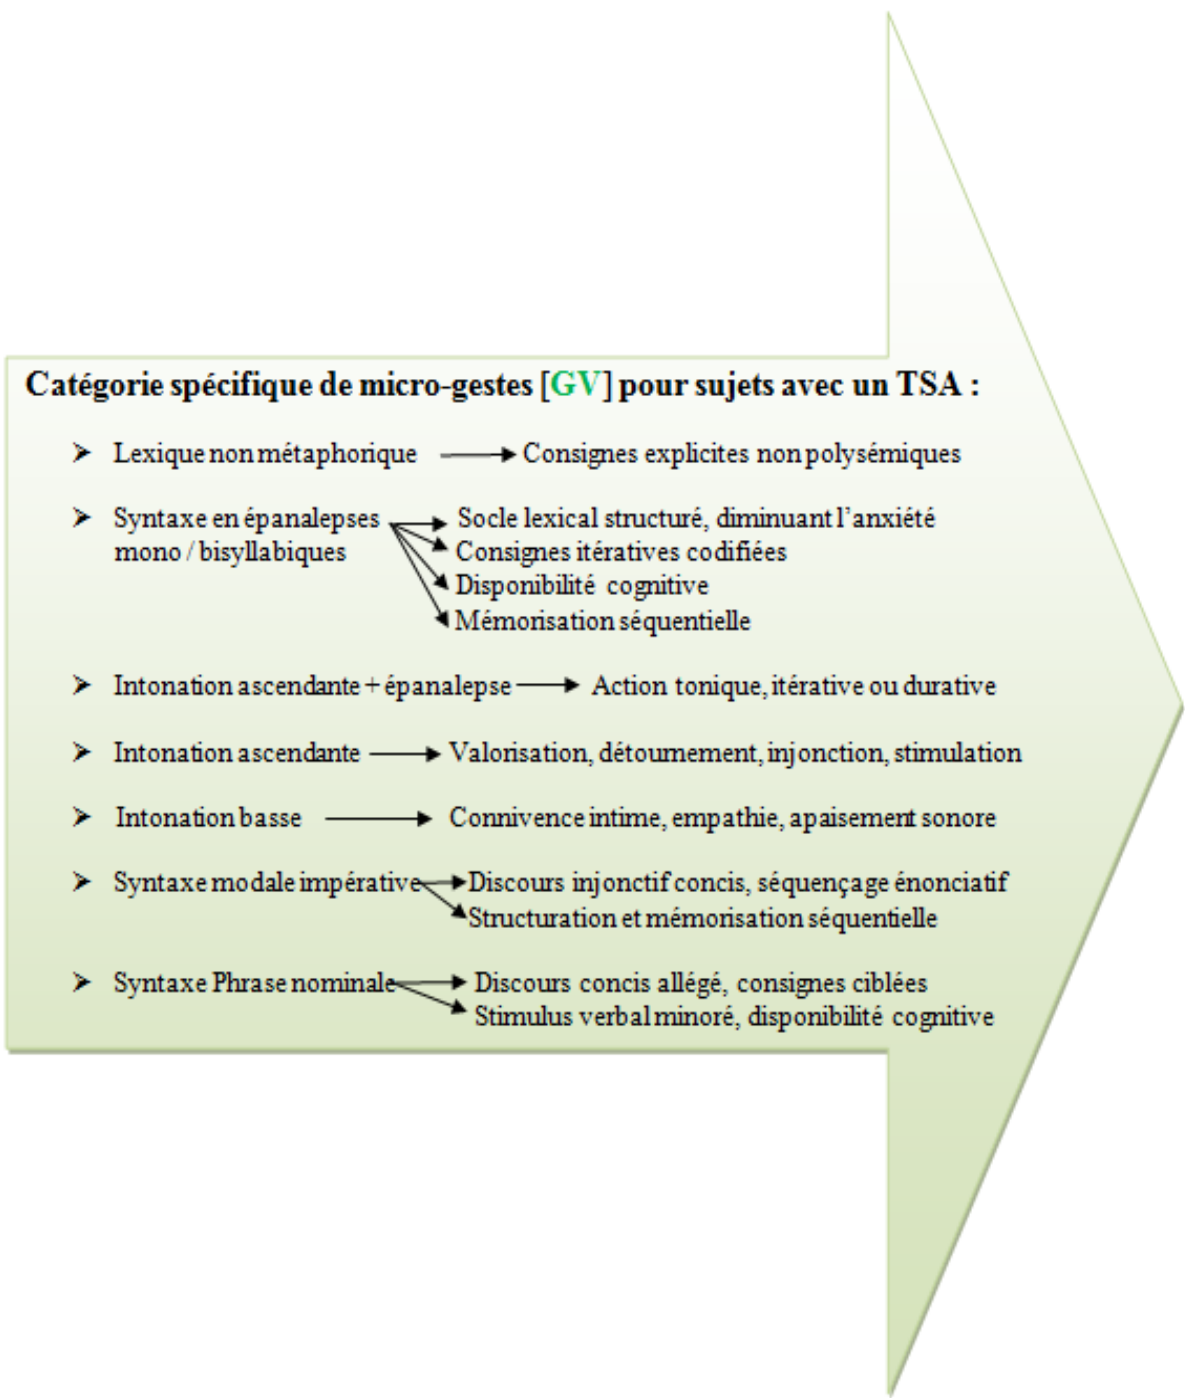 Catégorie spécifique de micro-gestes [GV] pour sujets avec un TSA :
➤ Lexique non métaphorique → Consignes explicites non polysémiques
➤ Syntaxe en épanalepses → Socle lexical structuré, diminuant l'anxiété
mono / bisyllabiques → Consignes itératives codifiées
→ Disponibilité cognitive
→ Mémorisation séquentielle
➤ Intonation ascendante + épanalepse → Action tonique, itérative ou durative
➤ Intonation ascendante → Valorisation, détournement, injonction, stimulation
➤ Intonation basse → Connivence intime, empathie, apaisement sonore
➤ Syntaxe modale impérative → Discours injonctif concis, séquençage énonciatif
→ Structuration et mémorisation séquentielle
➤ Syntaxe Phrase nominale → Discours concis allégé, consignes ciblées
→ Stimulus verbal minoré, disponibilité cognitive